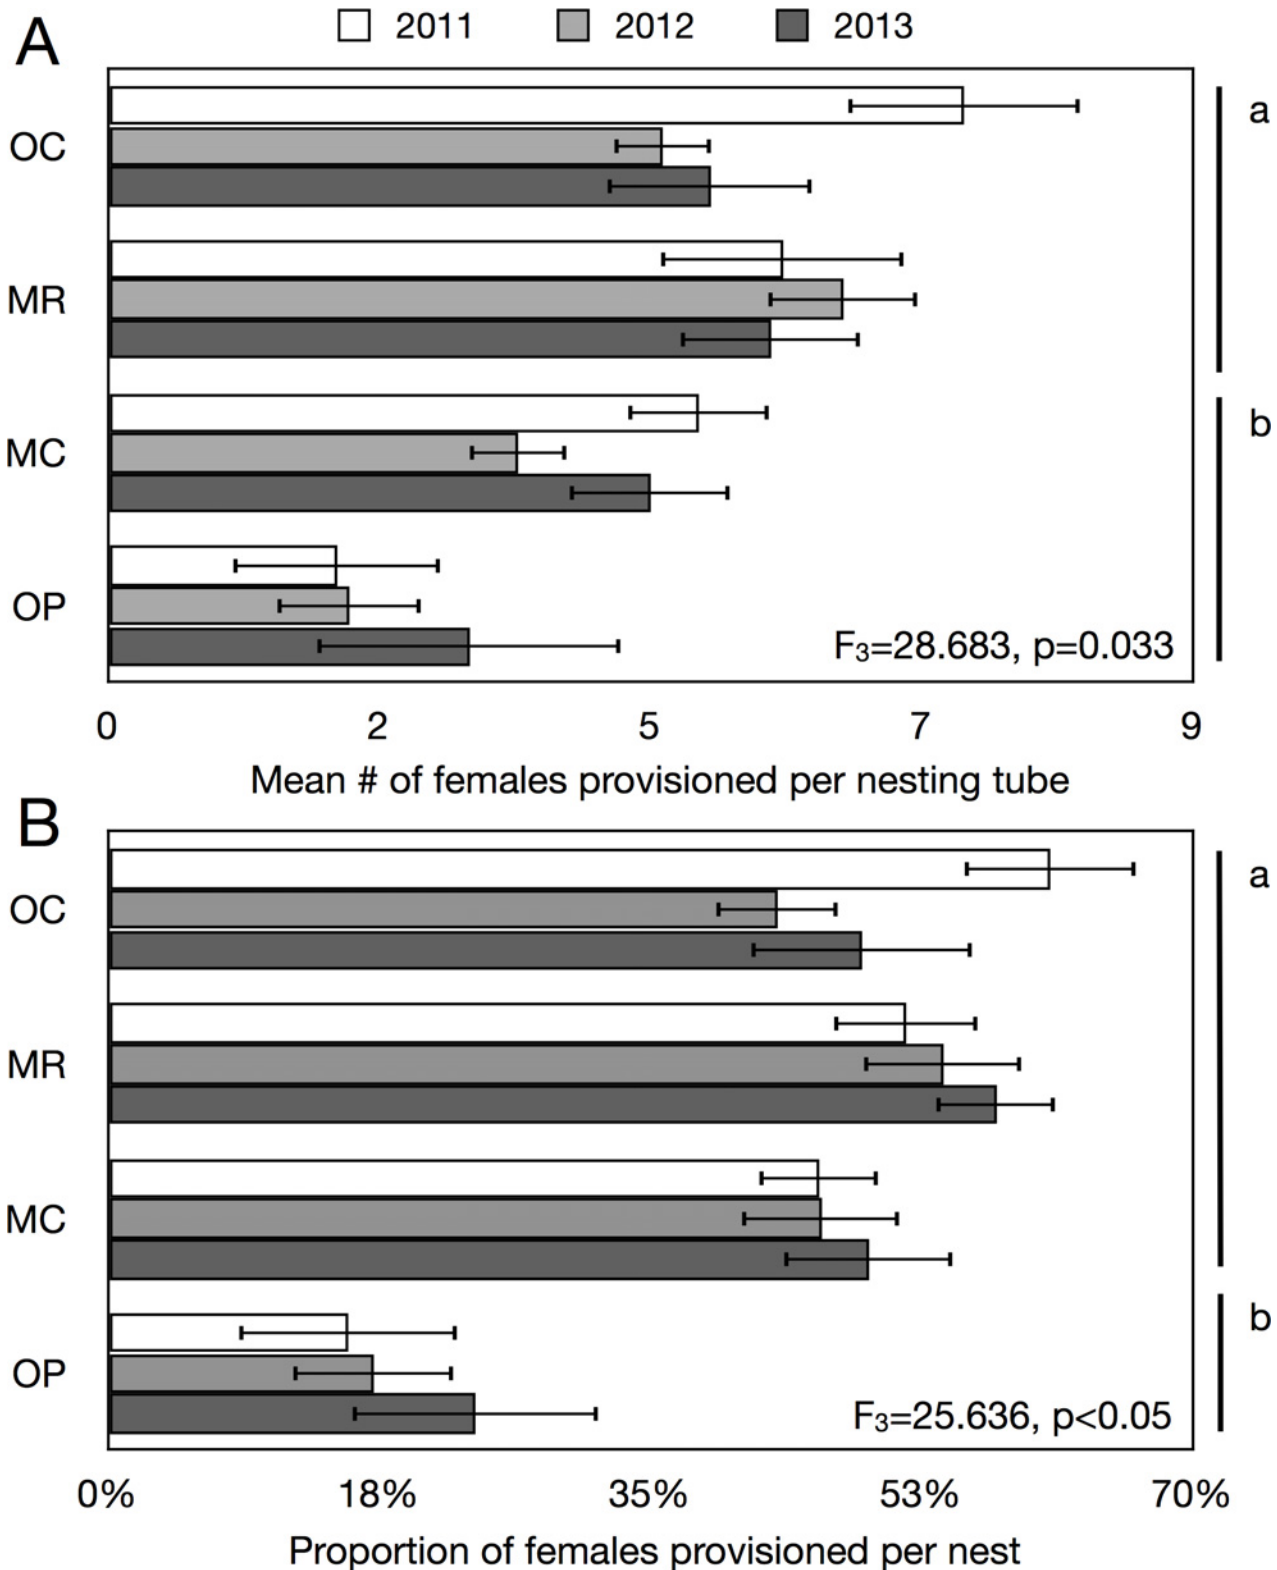 A
2011 2012 2013
a
OC
MR
b
MC
OP
F₃=28.683, p=0.033
0 2 5 7 9
Mean # of females provisioned per nesting tube
B
a
OC
MR
MC
b
OP
F₃=25.636, p<0.05
0% 18% 35% 53% 70%
Proportion of females provisioned per nest